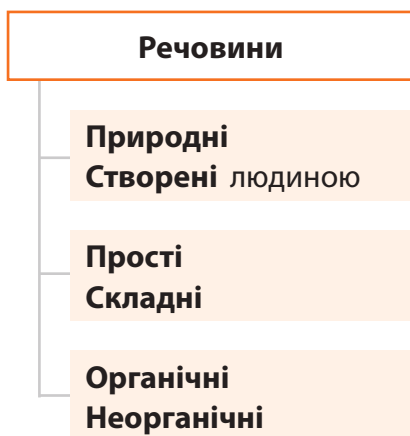 Речовини
Природні
Створені людиною
Прості
Складні
Органічні
Неорганічні